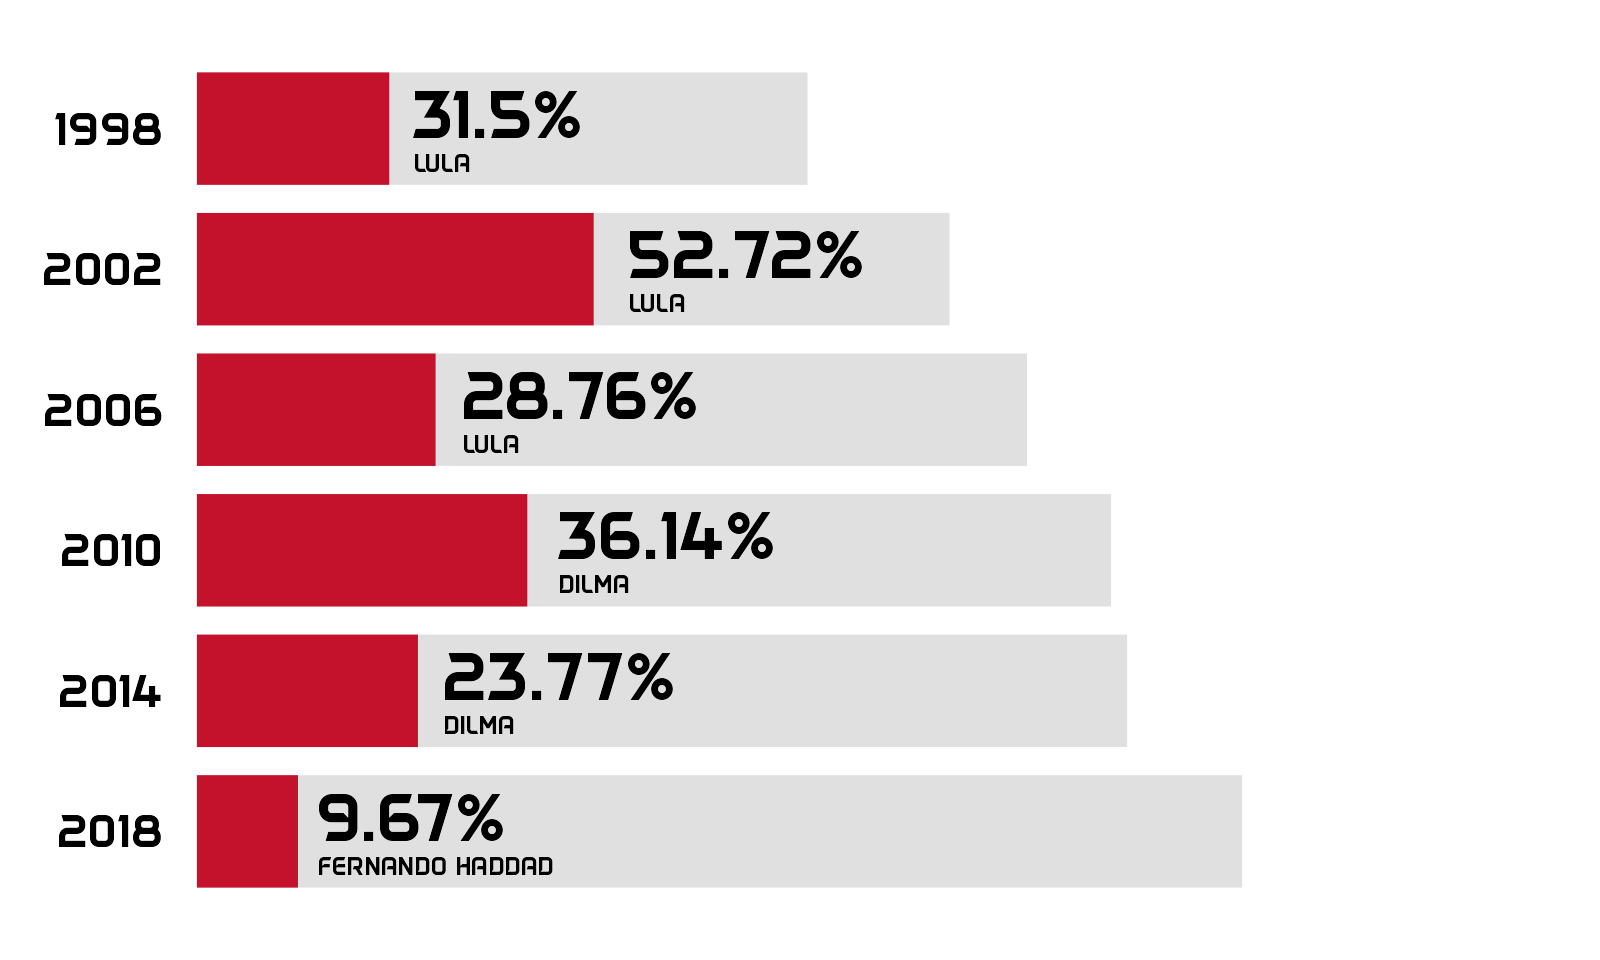 1998
31.5%
LULA
2002
52.72%
LULA
2006
28.76%
LULA
2010
36.14%
DILMA
2014
23.77%
DILMA
2018
9.67%
FERNANDO HADDAD